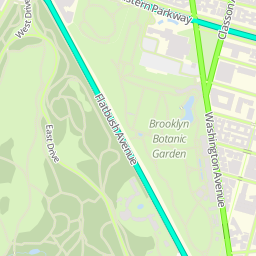 West Drive
Eastern Parkway
Classon
Flatbush Avenue
East Drive
Brooklyn
Botanic
Garden
Washington Avenue